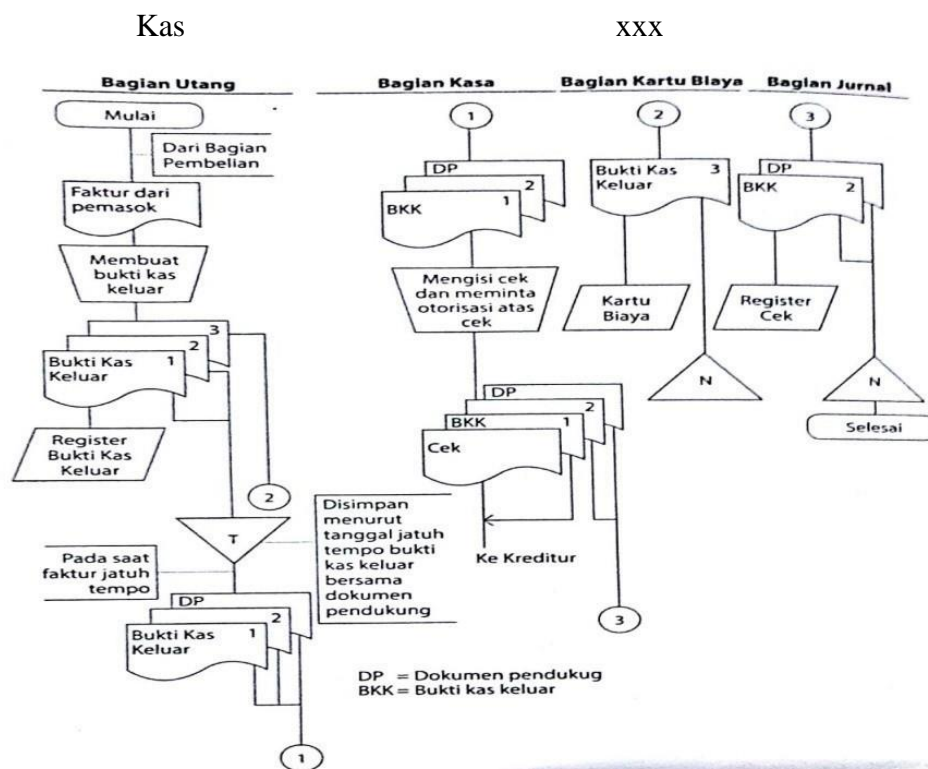 Kas xxx
Bagian Utang
Mulai
Dari Bagian
Pembelian
Faktur dari
pemasok
Membuat
bukti kas
keluar
3
2
Bukti Kas 1
Keluar
Register
Bukti Kas
Keluar
2
T
Disimpan
menurut
tanggal jatuh
tempo bukti
kas keluar
bersama
dokumen
pendukung
Pada saat
faktur jatuh
tempo
DP
2
Bukti Kas 1
Keluar
1
Bagian Kasa
1
DP
2
BKK 1
Mengisi cek
dan meminta
otorisasi atas
cek
DP
2
BKK 1
Cek
Ke Kreditur
3
Bagian Kartu Biaya
2
Bukti Kas 3
Keluar
Kartu
Biaya
N
Bagian Jurnal
3
DP
BKK 2
Register
Cek
N
Selesai
DP = Dokumen pendukug
BKK = Bukti kas keluar